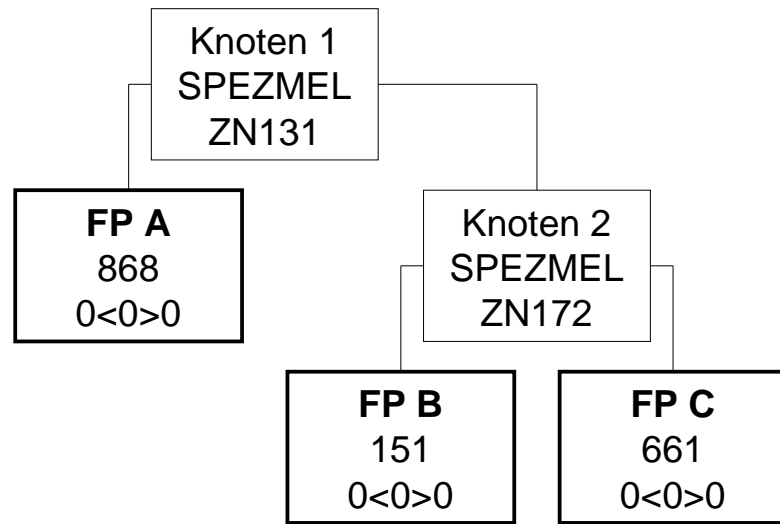 Knoten 1
SPEZMEL
ZN131
FP A
868
0<0>0
Knoten 2
SPEZMEL
ZN172
FP B
151
0<0>0
FP C
661
0<0>0